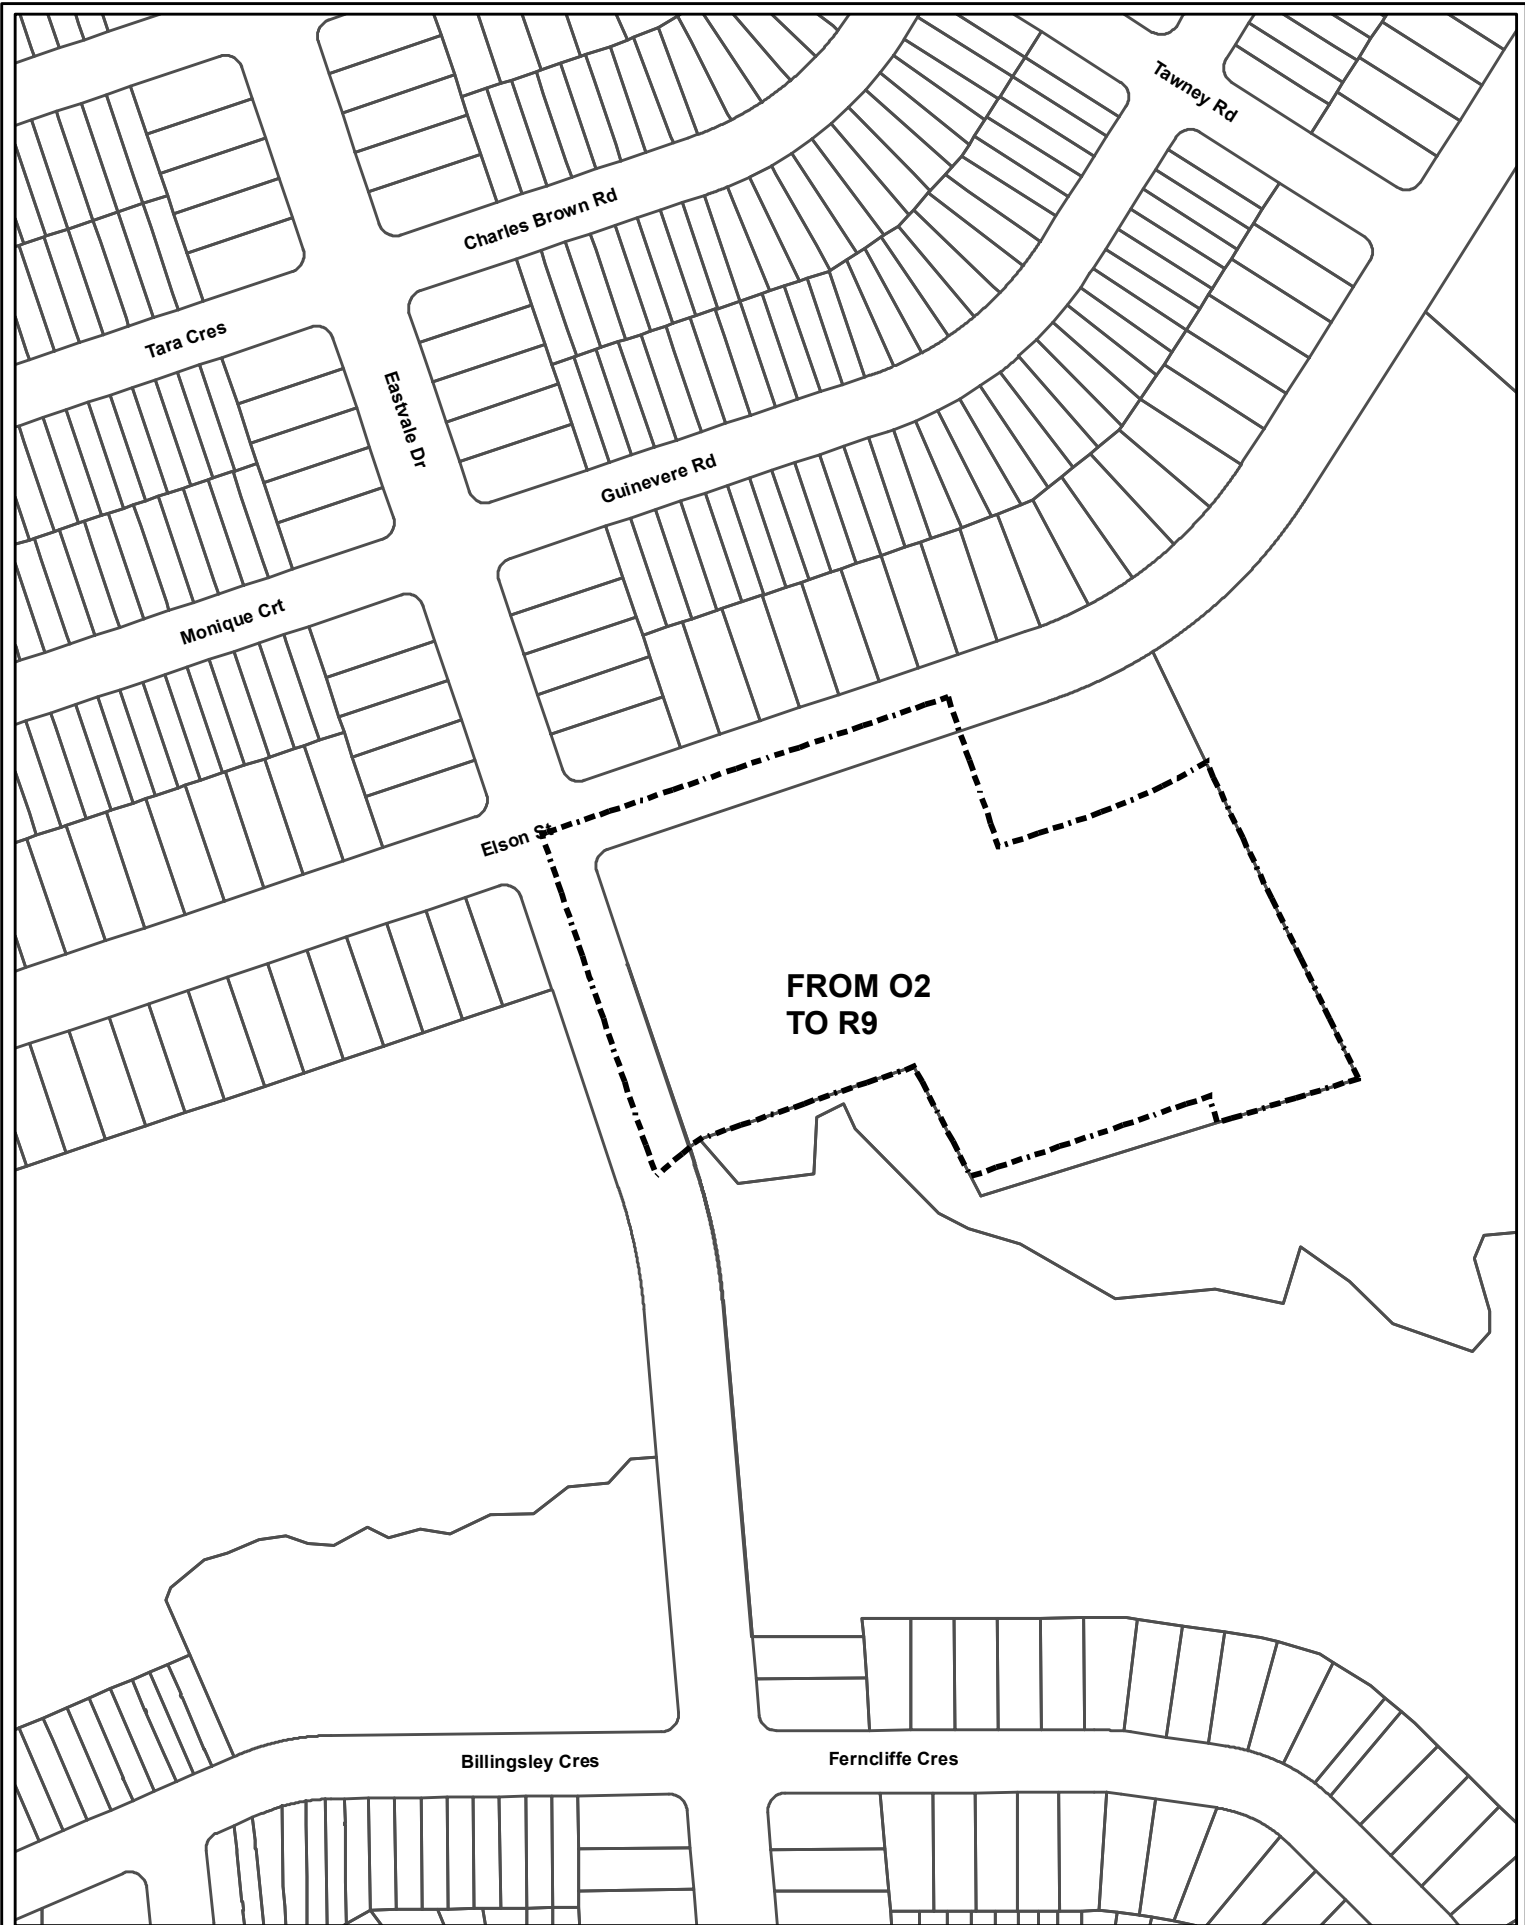 Tawney Rd
Charles Brown Rd
Tara Cres
Eastvale Dr
Guinevere Rd
Monique Crt
Elson St
FROM O2
TO R9
Billingsley Cres
Ferncliffe Cres